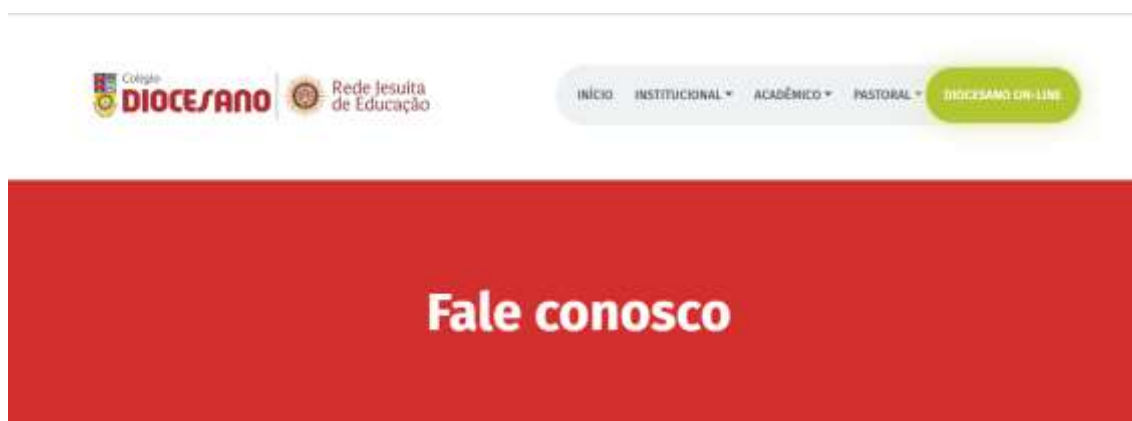 Colégio
DIOCESANO
Rede Jesuíta
de Educação
INÍCIO INSTITUCIONAL ACADÊMICO PASTORAL DIOCESANO ON-LINE
Fale conosco